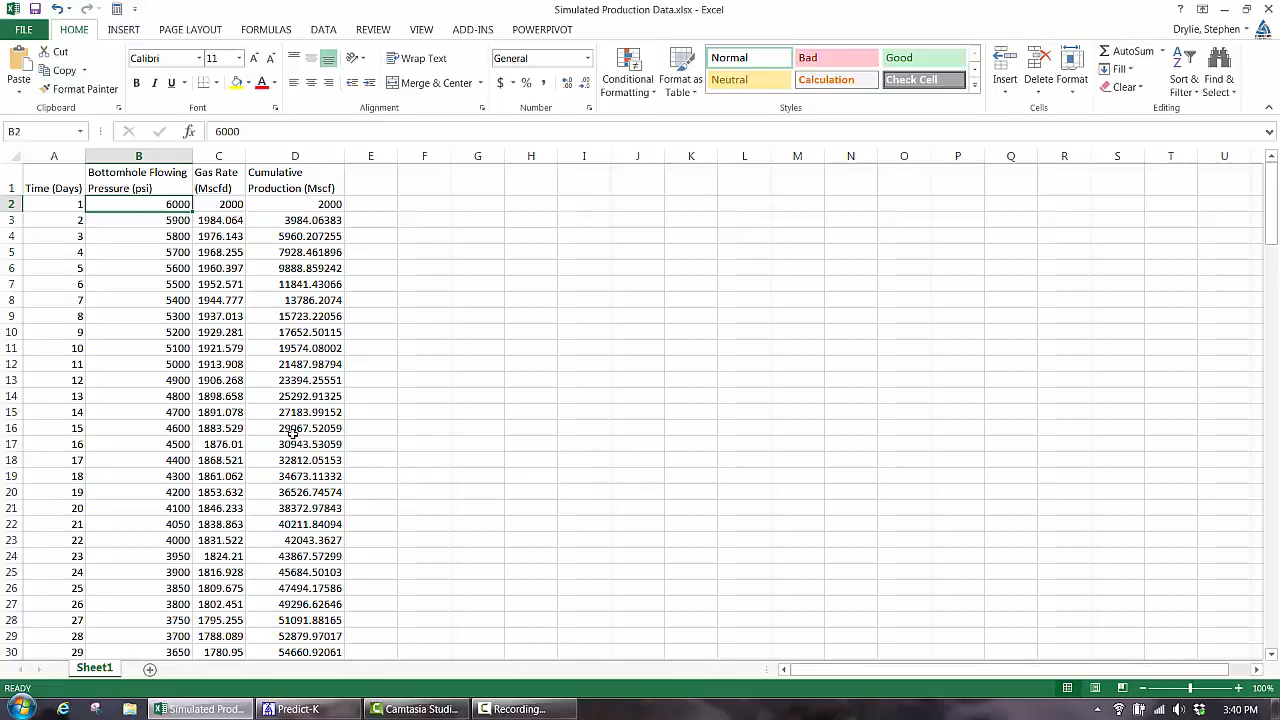 Simulated Production Data.xlsx - Excel
FILE HOME INSERT PAGE LAYOUT FORMULAS DATA REVIEW VIEW ADD-INS POWERPIVOT Drylie, Stephen
Paste Cut Copy Format Painter Clipboard
Calibri 11 B I U A Font
Wrap Text Merge & Center Alignment
General $ % Number
Conditional Formatting Format as Table
Normal Bad Good
Neutral Calculation Check Cell
Styles
Insert Delete Format Cells
AutoSum Fill Clear Sort & Filter Find & Select Editing
B2 fx 6000
A B C D E F G H I J K L M N O P Q R S T U
1 Time (Days) Bottomhole Flowing Pressure (psi) Gas Rate (Mscfd) Cumulative Production (Mscf)
2 1 6000 2000 2000
3 2 5900 1984.064 3984.06383
4 3 5800 1976.143 5960.207255
5 4 5700 1968.255 7928.461896
6 5 5600 1960.397 9888.859242
7 6 5500 1952.571 11841.43066
8 7 5400 1944.777 13786.2074
9 8 5300 1937.013 15723.22056
10 9 5200 1929.281 17652.50115
11 10 5100 1921.579 19574.08002
12 11 5000 1913.908 21487.98794
13 12 4900 1906.268 23394.25551
14 13 4800 1898.658 25292.91325
15 14 4700 1891.078 27183.99152
16 15 4600 1883.529 29067.52059
17 16 4500 1876.01 30943.53059
18 17 4400 1868.521 32812.05153
19 18 4300 1861.062 34673.11332
20 19 4200 1853.632 36526.74574
21 20 4100 1846.233 38372.97843
22 21 4050 1838.863 40211.84094
23 22 4000 1831.522 42043.3627
24 23 3950 1824.21 43867.57299
25 24 3900 1816.928 45684.50103
26 25 3850 1809.675 47494.17586
27 26 3800 1802.451 49296.62646
28 27 3750 1795.255 51091.88165
29 28 3700 1788.089 52879.97017
30 29 3650 1780.95 54660.92061
Sheet1
READY 100%
Simulated Prod... Predict-K Camtasia Studi... Recording... 3:40 PM